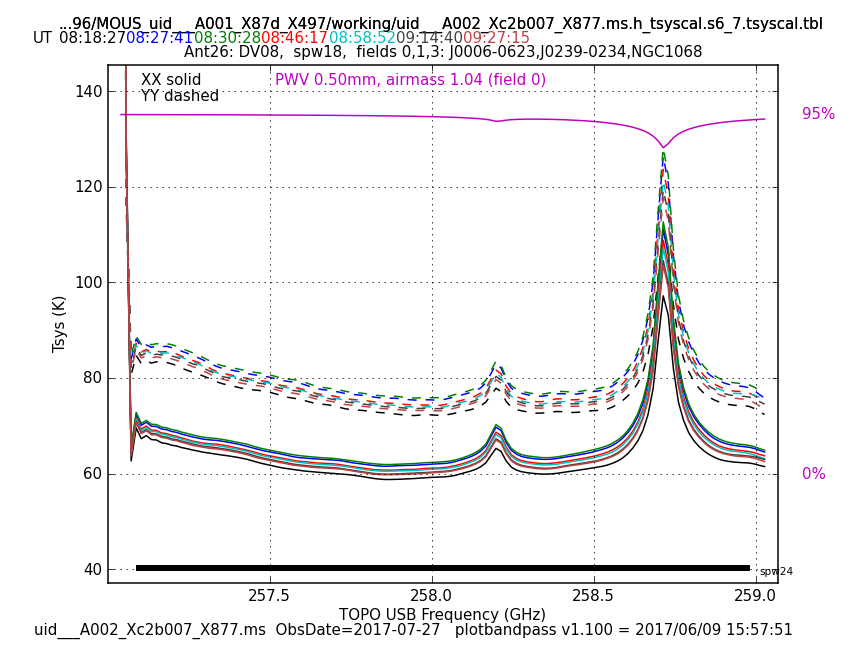 ...96/MOUS_uid___A001_X87d_X497/working/uid___A002_Xc2b007_X877.ms.h_tsyscal.s6_7.tsyscal.tbl
UT 08:18:27 08:27:41 08:30:28 08:46:17 08:58:52 09:14:40 09:27:15
Ant26: DV08, spw18, fields 0,1,3: J0006-0623,J0239-0234,NGC1068
XX solid
YY dashed
PWV 0.50mm, airmass 1.04 (field 0)
95%
0%
140
120
100
80
60
40
Tsys (K)
spw24
257.5 258.0 258.5 259.0
TOPO USB Frequency (GHz)
uid___A002_Xc2b007_X877.ms ObsDate=2017-07-27 plotbandpass v1.100 = 2017/06/09 15:57:51